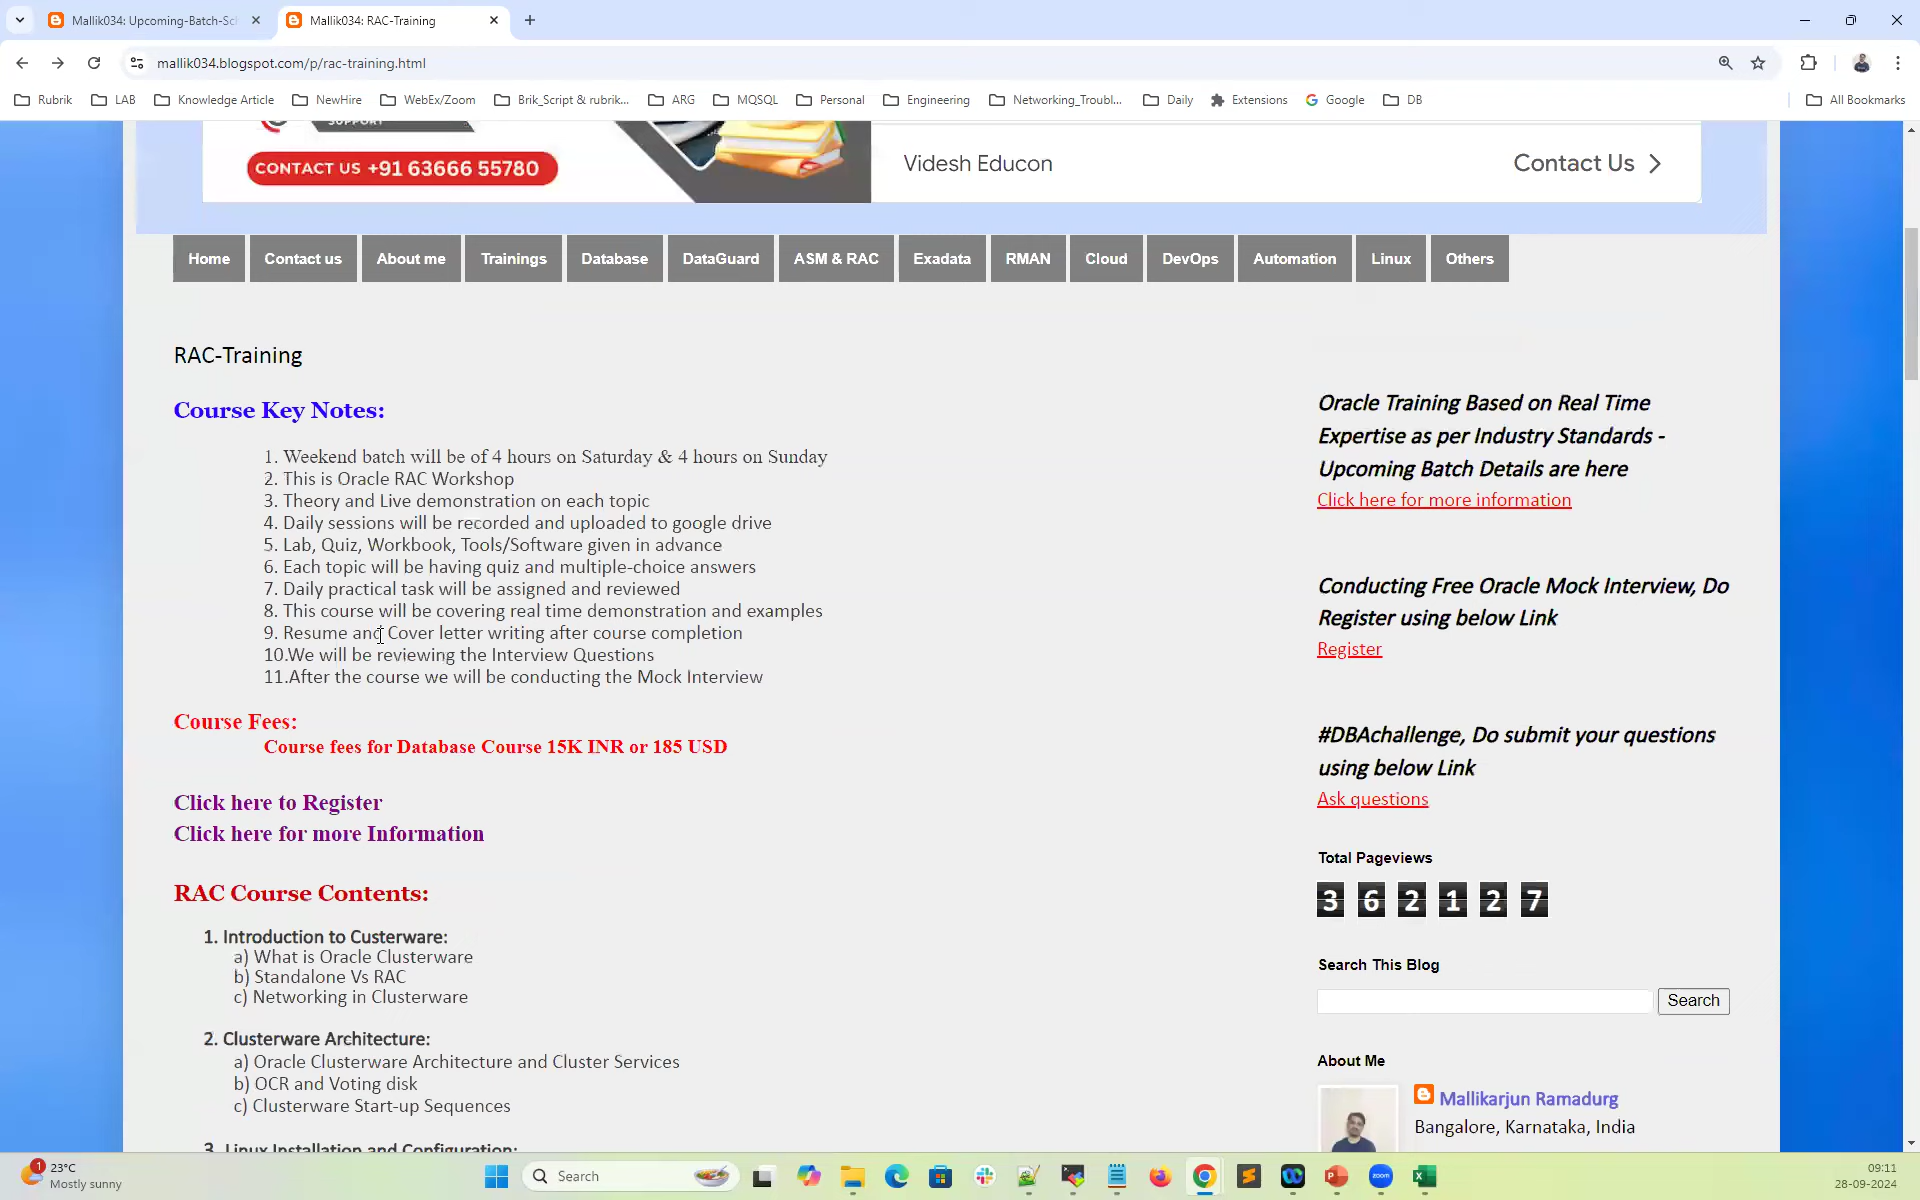 Mallik034: Upcoming-Batch-Sc
Mallik034: RAC-Training
mallik034.blogspot.com/p/rac-training.html
Rubrik
LAB
Knowledge Article
NewHire
WebEx/Zoom
Brik_Script & rubrik...
ARG
MQSQL
Personal
Engineering
Networking_Troubl...
Daily
Extensions
Google
DB
All Bookmarks
CONTACT US +91 63666 55780
Videsh Educon
Contact Us
Home
Contact us
About me
Trainings
Database
DataGuard
ASM & RAC
Exadata
RMAN
Cloud
DevOps
Automation
Linux
Others
RAC-Training
Course Key Notes:
1. Weekend batch will be of 4 hours on Saturday & 4 hours on Sunday
2. This is Oracle RAC Workshop
3. Theory and Live demonstration on each topic
4. Daily sessions will be recorded and uploaded to google drive
5. Lab, Quiz, Workbook, Tools/Software given in advance
6. Each topic will be having quiz and multiple-choice answers
7. Daily practical task will be assigned and reviewed
8. This course will be covering real time demonstration and examples
9. Resume and Cover letter writing after course completion
10.We will be reviewing the Interview Questions
11.After the course we will be conducting the Mock Interview
Course Fees:
Course fees for Database Course 15K INR or 185 USD
Click here to Register
Click here for more Information
RAC Course Contents:
1. Introduction to Custerware:
a) What is Oracle Clusterware
b) Standalone Vs RAC
c) Networking in Clusterware
2. Clusterware Architecture:
a) Oracle Clusterware Architecture and Cluster Services
b) OCR and Voting disk
c) Clusterware Start-up Sequences
3. Linux Installation and Configuration:
Oracle Training Based on Real Time
Expertise as per Industry Standards -
Upcoming Batch Details are here
Click here for more information
Conducting Free Oracle Mock Interview, Do
Register using below Link
Register
#DBAchallenge, Do submit your questions
using below Link
Ask questions
Total Pageviews
3 6 2 1 2 7
Search This Blog
Search
About Me
Mallikarjun Ramadurg
Bangalore, Karnataka, India
1
23°C
Mostly sunny
Search
zoom
09:11
28-09-2024